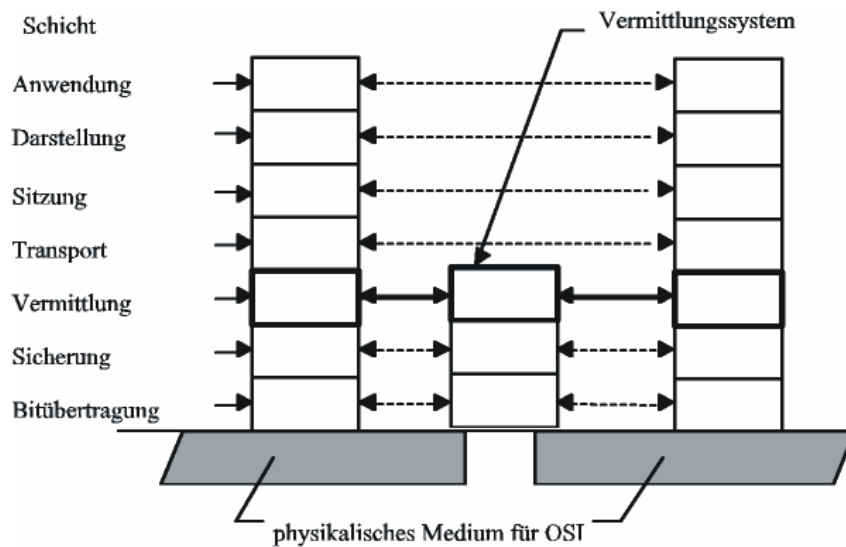 Schicht
Vermittlungssystem
Anwendung
Darstellung
Sitzung
Transport
Vermittlung
Sicherung
Bitübertragung
physikalisches Medium für OSI